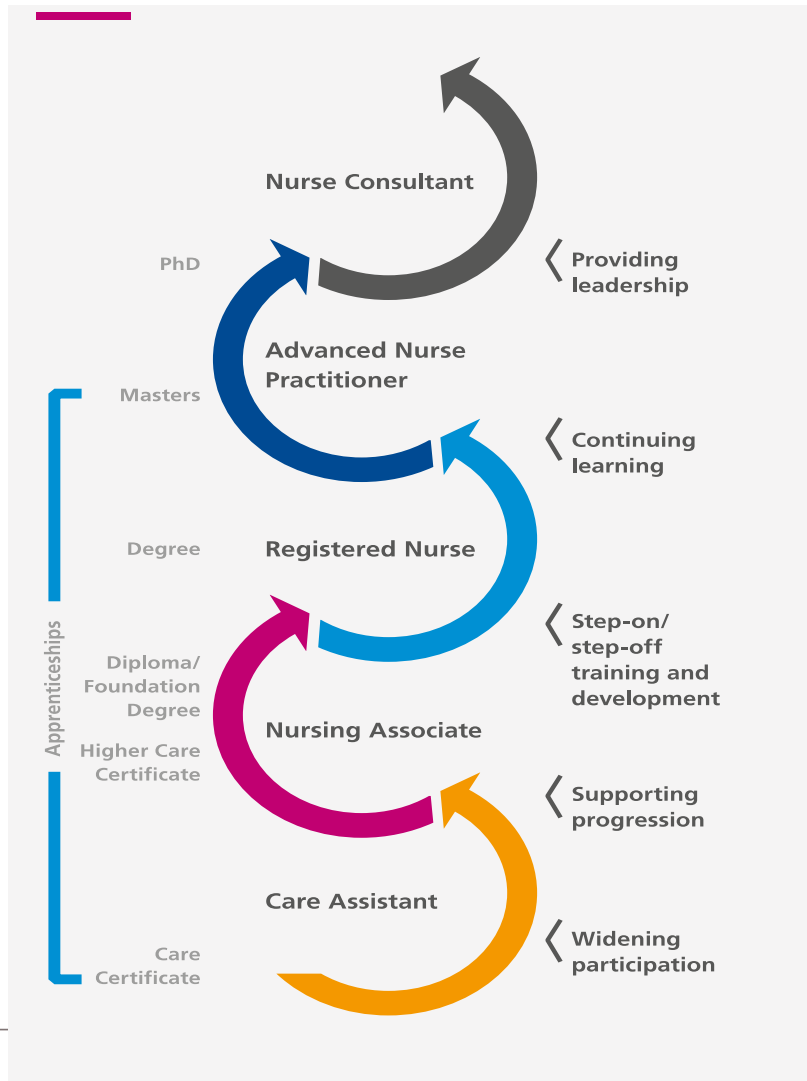 Nurse Consultant
PhD
Providing
leadership
Advanced Nurse
Practitioner
Masters
Continuing
learning
Degree
Registered Nurse
Step-on/
step-off
training and
development
Apprenticeships
Diploma/
Foundation
Degree
Nursing Associate
Higher Care
Certificate
Supporting
progression
Care Assistant
Widening
participation
Care
Certificate